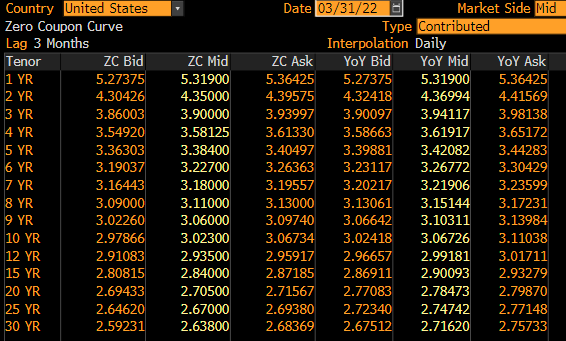 Country United States Date 03/31/22 Market Side Mid
Zero Coupon Curve Type Contributed
Lag 3 Months Interpolation Daily
Tenor ZC Bid ZC Mid ZC Ask YoY Bid YoY Mid YoY Ask
1 YR 5.27375 5.31900 5.36425 5.27375 5.31900 5.36425
2 YR 4.30426 4.35000 4.39575 4.32418 4.36994 4.41569
3 YR 3.86003 3.90000 3.93997 3.90097 3.94117 3.98138
4 YR 3.54920 3.58125 3.61330 3.58663 3.61917 3.65172
5 YR 3.36303 3.38400 3.40497 3.39881 3.42082 3.44283
6 YR 3.19037 3.22700 3.26363 3.23117 3.26772 3.30429
7 YR 3.16443 3.18000 3.19557 3.20217 3.21906 3.23599
8 YR 3.09000 3.11000 3.13000 3.13061 3.15144 3.17231
9 YR 3.02260 3.06000 3.09740 3.06642 3.10311 3.13984
10 YR 2.97866 3.02300 3.06734 3.02418 3.06726 3.11038
12 YR 2.91083 2.93500 2.95917 2.96657 2.99181 3.01711
15 YR 2.80815 2.84000 2.87185 2.86911 2.90093 2.93279
20 YR 2.69433 2.70500 2.71567 2.77083 2.78473 2.79870
25 YR 2.64620 2.67000 2.69380 2.72340 2.74742 2.77148
30 YR 2.59231 2.63800 2.68369 2.67512 2.71620 2.75733